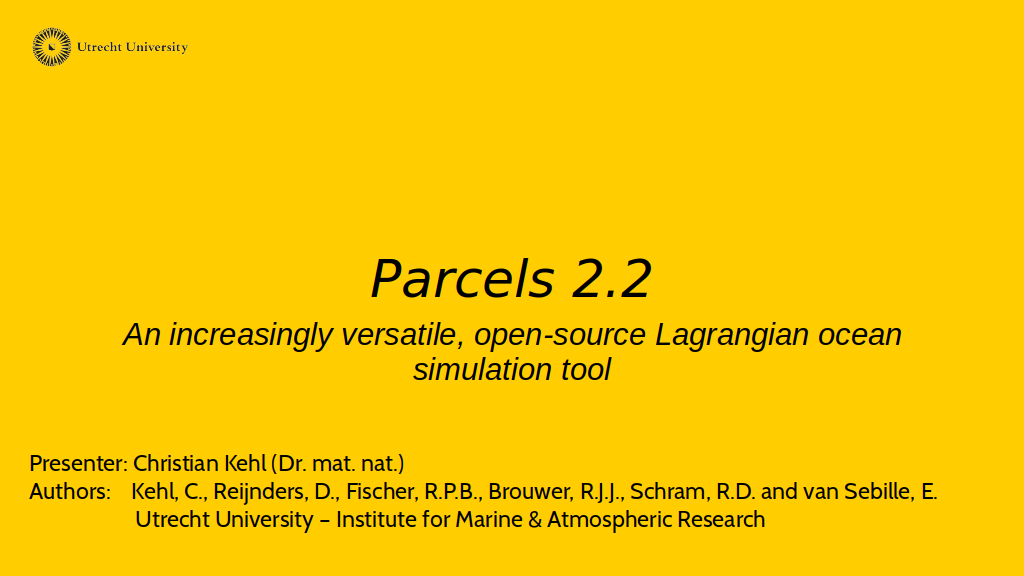 Utrecht University
Parcels 2.2
An increasingly versatile, open-source Lagrangian ocean
simulation tool
Presenter: Christian Kehl (Dr. mat. nat.)
Authors: Kehl, C., Reijnders, D., Fischer, R.P.B., Brouwer, R.J.J., Schram, R.D. and van Sebille, E.
Utrecht University – Institute for Marine & Atmospheric Research